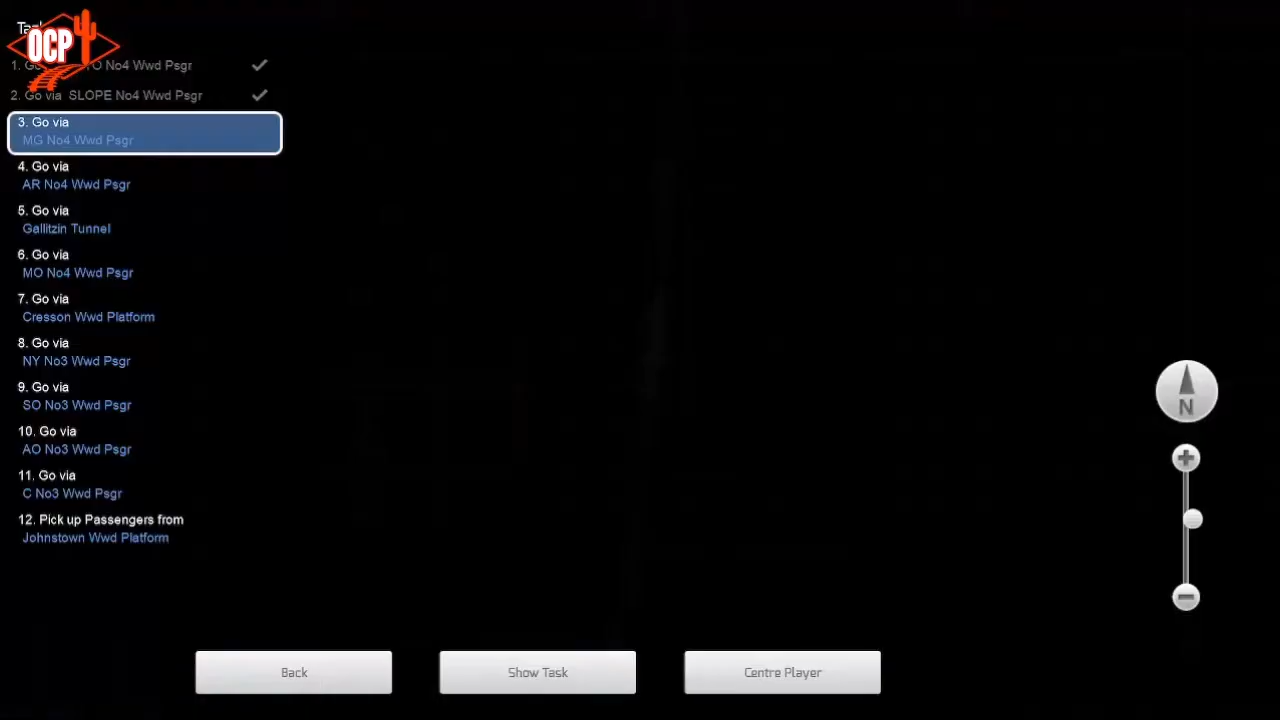 Task
OCP
1. Go O No4 Wwd Psgr
2. Go via SLOPE No4 Wwd Psgr
3. Go via
MG No4 Wwd Psgr
4. Go via
AR No4 Wwd Psgr
5. Go via
Gallitzin Tunnel
6. Go via
MO No4 Wwd Psgr
7. Go via
Cresson Wwd Platform
8. Go via
NY No3 Wwd Psgr
9. Go via
SO No3 Wwd Psgr
10. Go via
AO No3 Wwd Psgr
11. Go via
C No3 Wwd Psgr
12. Pick up Passengers from
Johnstown Wwd Platform
N
Back
Show Task
Centre Player